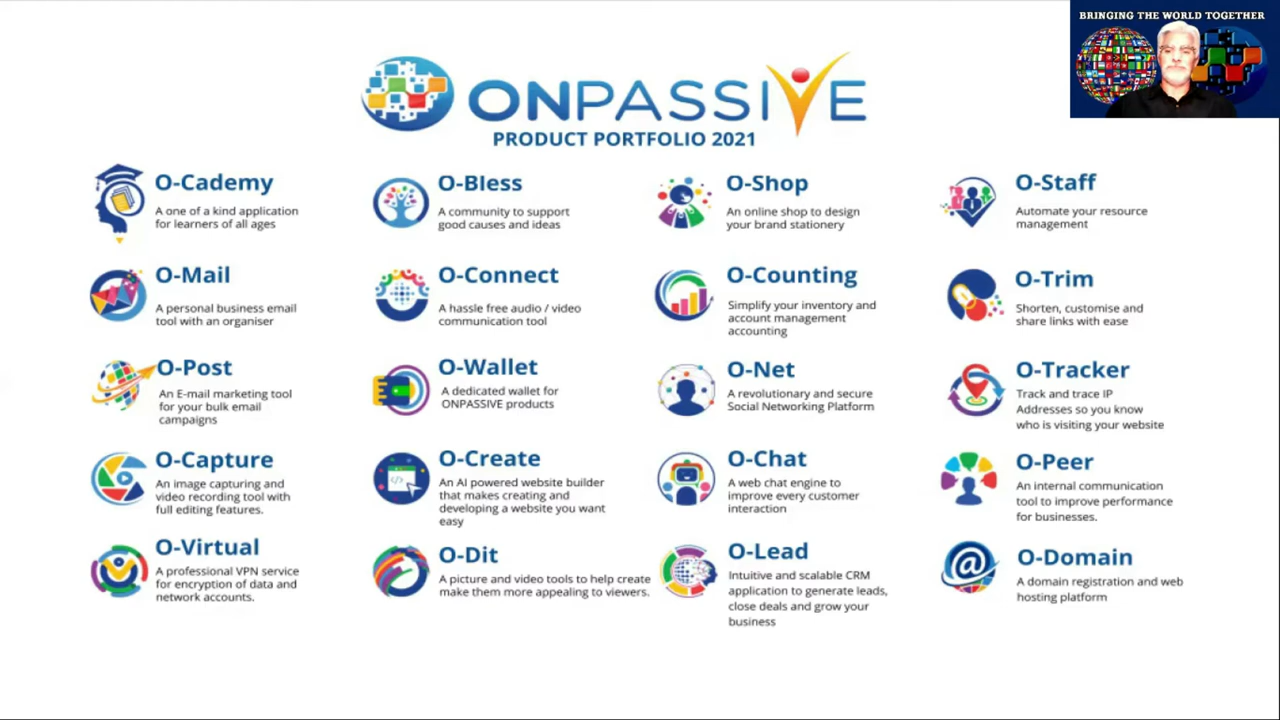 BRINGING THE WORLD TOGETHER
ONPASSIVE
PRODUCT PORTFOLIO 2021
O-Cademy
A one of a kind application
for learners of all ages
O-Bless
A community to support
good causes and ideas
O-Shop
An online shop to design
your brand stationery
O-Staff
Automate your resource
management
O-Mail
A personal business email
tool with an organiser
O-Connect
A hassle free audio / video
communication tool
O-Counting
Simplify your inventory and
account management
accounting
O-Trim
Shorten, customise and
share links with ease
O-Post
An E-mail marketing tool
for your bulk email
campaigns
O-Wallet
A dedicated wallet for
ONPASSIVE products
O-Net
A revolutionary and secure
Social Networking Platform
O-Tracker
Track and trace IP
Addresses so you know
who is visiting your website
O-Capture
An image capturing and
video recording tool with
full editing features.
O-Create
An AI powered website builder
that makes creating and
developing a website you want
easy
O-Chat
A web chat engine to
improve every customer
interaction
O-Peer
An internal communication
tool to improve performance
for businesses.
O-Virtual
A professional VPN service
for encryption of data and
network accounts.
O-Dit
A picture and video tools to help create
make them more appealing to viewers.
O-Lead
Intuitive and scalable CRM
application to generate leads,
close deals and grow your
business
O-Domain
A domain registration and web
hosting platform